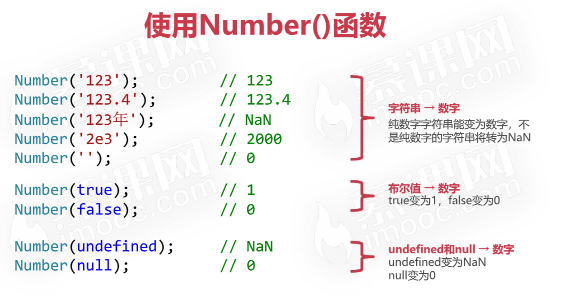 使用Number()函数
Number('123'); // 123
Number('123.4'); // 123.4
Number('123年'); // NaN
Number('2e3'); // 2000
Number(''); // 0
字符串 → 数字
纯数字字符串能变为数字，不
是纯数字的字符串将转为NaN
Number(true); // 1
Number(false); // 0
布尔值 → 数字
true变为1，false变为0
Number(undefined); // NaN
Number(null); // 0
undefined和null → 数字
undefined变为NaN
null变为0
慕课网
imooc.com